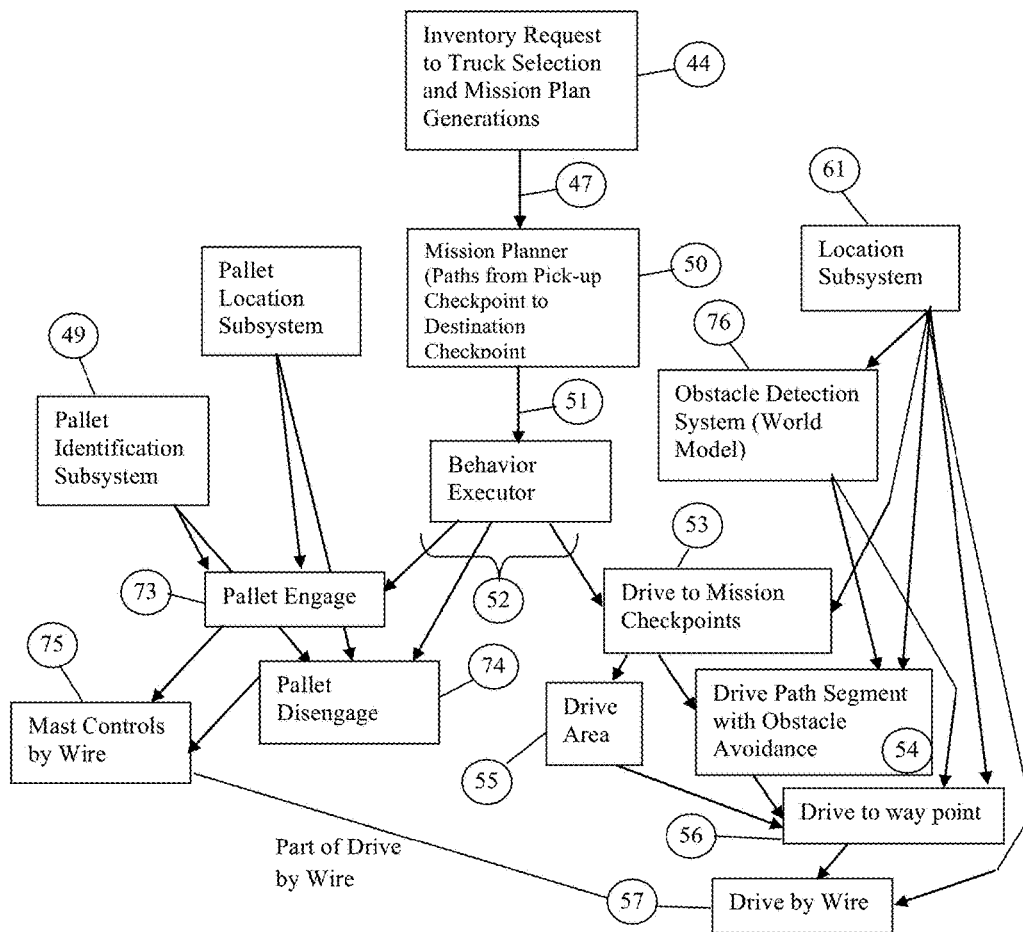 Inventory Request
to Truck Selection
and Mission Plan
Generations
44
47
61
Mission Planner
(Paths from Pick-up
Checkpoint to
Destination
Checkpoint
50
Location
Subsystem
Pallet
Location
Subsystem
49
76
51
Pallet
Identification
Subsystem
Behavior
Executor
Obstacle Detection
System (World
Model)
53
52
73
Pallet Engage
Drive to Mission
Checkpoints
75
74
Pallet
Disengage
Mast Controls
by Wire
Drive
Area
Drive Path Segment
with Obstacle
Avoidance
54
55
Drive to way point
56
Part of Drive
by Wire
57
Drive by Wire